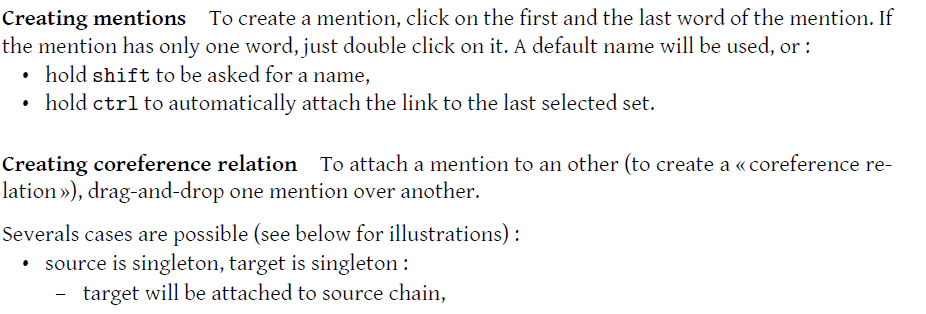 Creating mentions To create a mention, click on the first and the last word of the mention. If
the mention has only one word, just double click on it. A default name will be used, or :
• hold shift to be asked for a name,
• hold ctrl to automatically attach the link to the last selected set.
Creating coreference relation To attach a mention to an other (to create a « coreference re-
lation »), drag-and-drop one mention over another.
Severals cases are possible (see below for illustrations) :
• source is singleton, target is singleton :
– target will be attached to source chain,